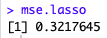 > mse.lasso
[1] 0.3217645